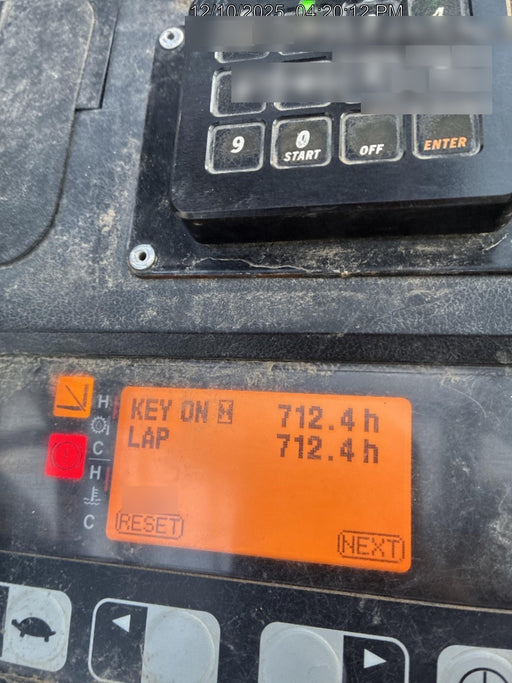 12/10/2025 04:20:12 PM
9 0 START OFF ENTER
H
C
H
C
KEY ON H 712.4 h
LAP 712.4 h
RESET NEXT